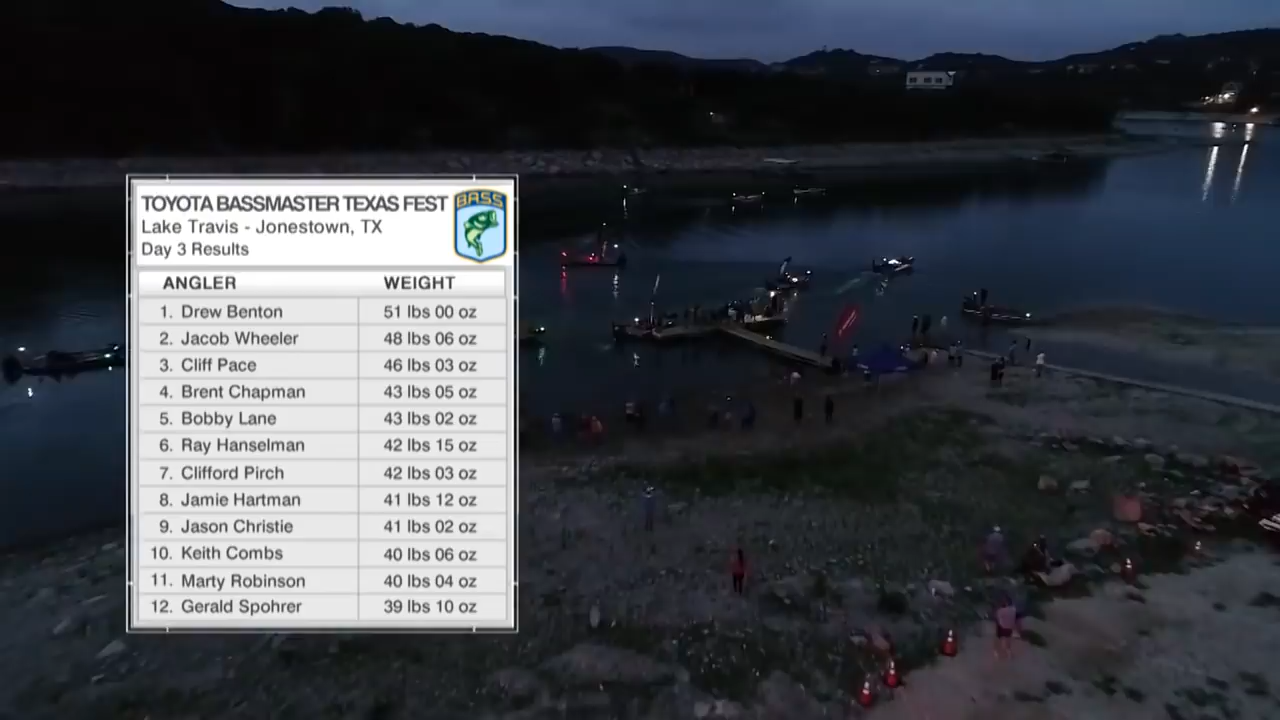 TOYOTA BASSMASTER TEXAS FEST
BASS
Lake Travis - Jonestown, TX
Day 3 Results
ANGLER WEIGHT
1. Drew Benton 51 lbs 00 oz
2. Jacob Wheeler 48 lbs 06 oz
3. Cliff Pace 46 lbs 03 oz
4. Brent Chapman 43 lbs 05 oz
5. Bobby Lane 43 lbs 02 oz
6. Ray Hanselman 42 lbs 15 oz
7. Clifford Pirch 42 lbs 03 oz
8. Jamie Hartman 41 lbs 12 oz
9. Jason Christie 41 lbs 02 oz
10. Keith Combs 40 lbs 06 oz
11. Marty Robinson 40 lbs 04 oz
12. Gerald Spohrer 39 lbs 10 oz